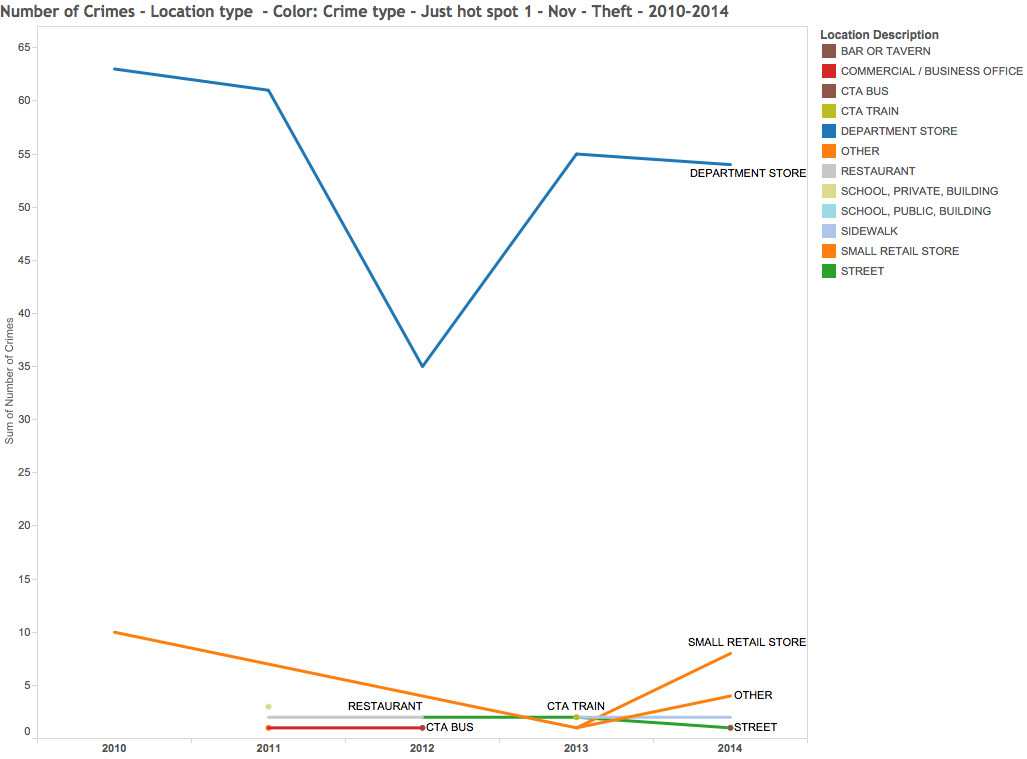 Number of Crimes - Location type  - Color: Crime type - Just hot spot 1 - Nov - Theft - 2010-2014
Location Description
BAR OR TAVERN
COMMERCIAL / BUSINESS OFFICE
CTA BUS
CTA TRAIN
DEPARTMENT STORE
OTHER
RESTAURANT
SCHOOL, PRIVATE, BUILDING
SCHOOL, PUBLIC, BUILDING
SIDEWALK
SMALL RETAIL STORE
STREET
Sum of Number of Crimes
65
60
55
50
45
40
35
30
25
20
15
10
5
0
DEPARTMENT STORE
SMALL RETAIL STORE
OTHER
RESTAURANT
CTA TRAIN
CTA BUS
STREET
2010 2011 2012 2013 2014